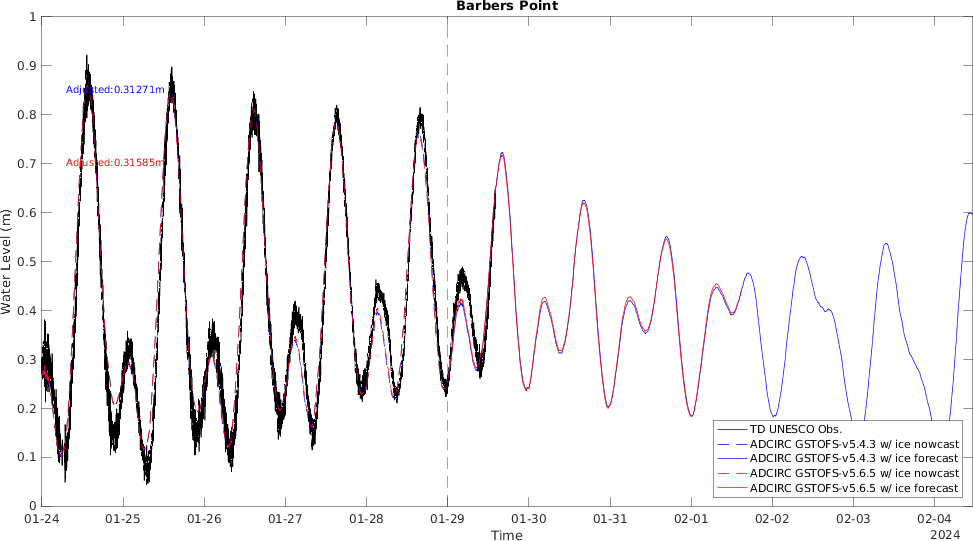 Barbers Point
1
0.9
0.8
0.7
0.6
0.5
0.4
0.3
0.2
0.1
0
Water Level (m)
Adjusted:0.31271m
Adjusted:0.31585m
TD UNESCO Obs.
ADCIRC GSTOFS-v5.4.3 w/ ice nowcast
ADCIRC GSTOFS-v5.4.3 w/ ice forecast
ADCIRC GSTOFS-v5.6.5 w/ ice nowcast
ADCIRC GSTOFS-v5.6.5 w/ ice forecast
01-24 01-25 01-26 01-27 01-28 01-29 01-30 01-31 02-01 02-02 02-03 02-04
Time
2024